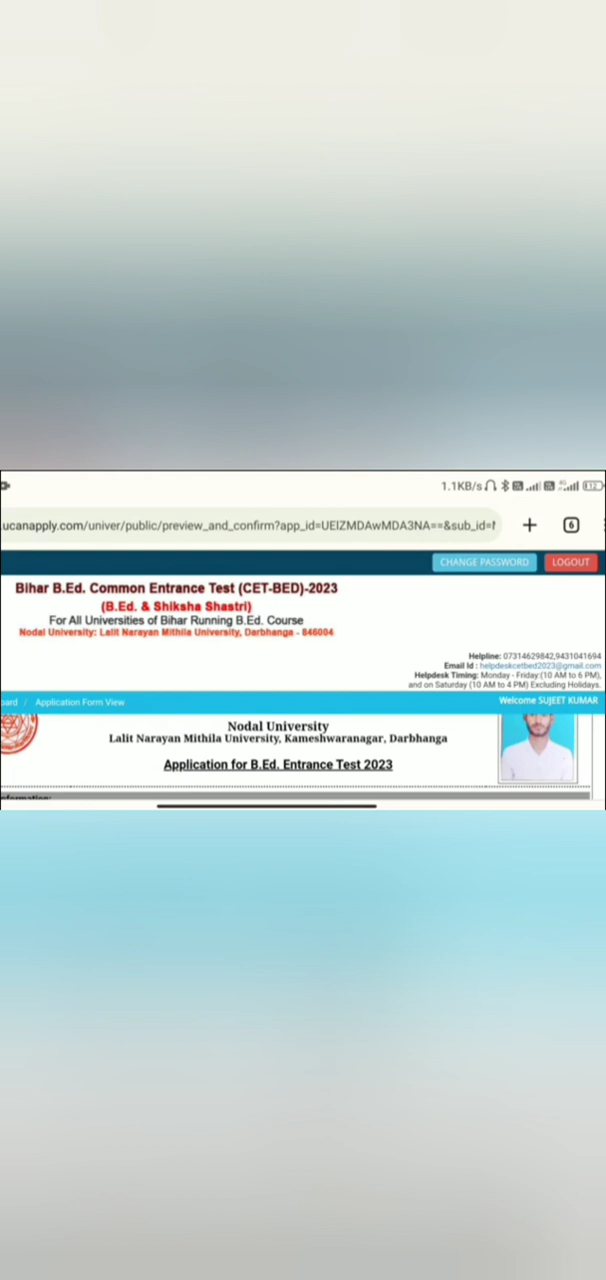 1.1KB/s 12
ucanapply.com/univer/public/preview_and_confirm?app_id=UEIZMDAwMDA3NA==&sub_id=
6
CHANGE PASSWORD LOGOUT
Bihar B.Ed. Common Entrance Test (CET-BED)-2023
(B.Ed. & Shiksha Shastri)
For All Universities of Bihar Running B.Ed. Course
Nodal University: Lalit Narayan Mithila University, Darbhanga - 846004
Helpline: 07314629842,9431041694
Email Id : helpdeskcetbed2023@gmail.com
Helpdesk Timing: Monday - Friday (10 AM to 6 PM),
and on Saturday (10 AM to 4 PM) Excluding Holidays.
oard / Application Form View Welcome SUJEET KUMAR
Nodal University
Lalit Narayan Mithila University, Kameshwaranagar, Darbhanga
Application for B.Ed. Entrance Test 2023